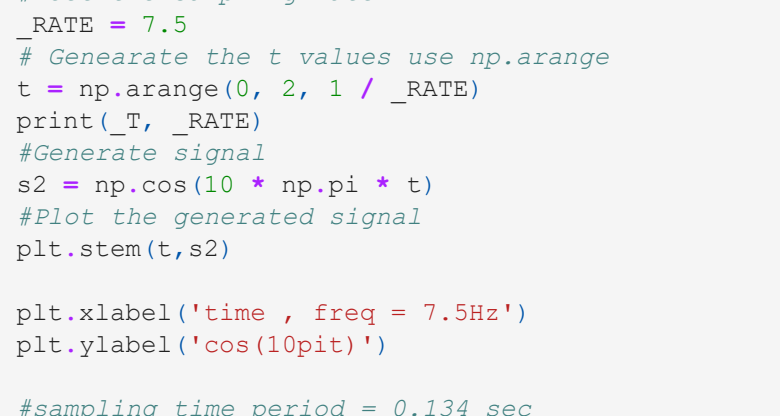 _RATE = 7.5
# Genearate the t values use np.arange
t = np.arange(0, 2, 1 / _RATE)
print(_T, _RATE)
#Generate signal
s2 = np.cos(10 * np.pi * t)
#Plot the generated signal
plt.stem(t,s2)
plt.xlabel('time , freq = 7.5Hz')
plt.ylabel('cos(10pit)')
#sampling time period = 0.134 sec